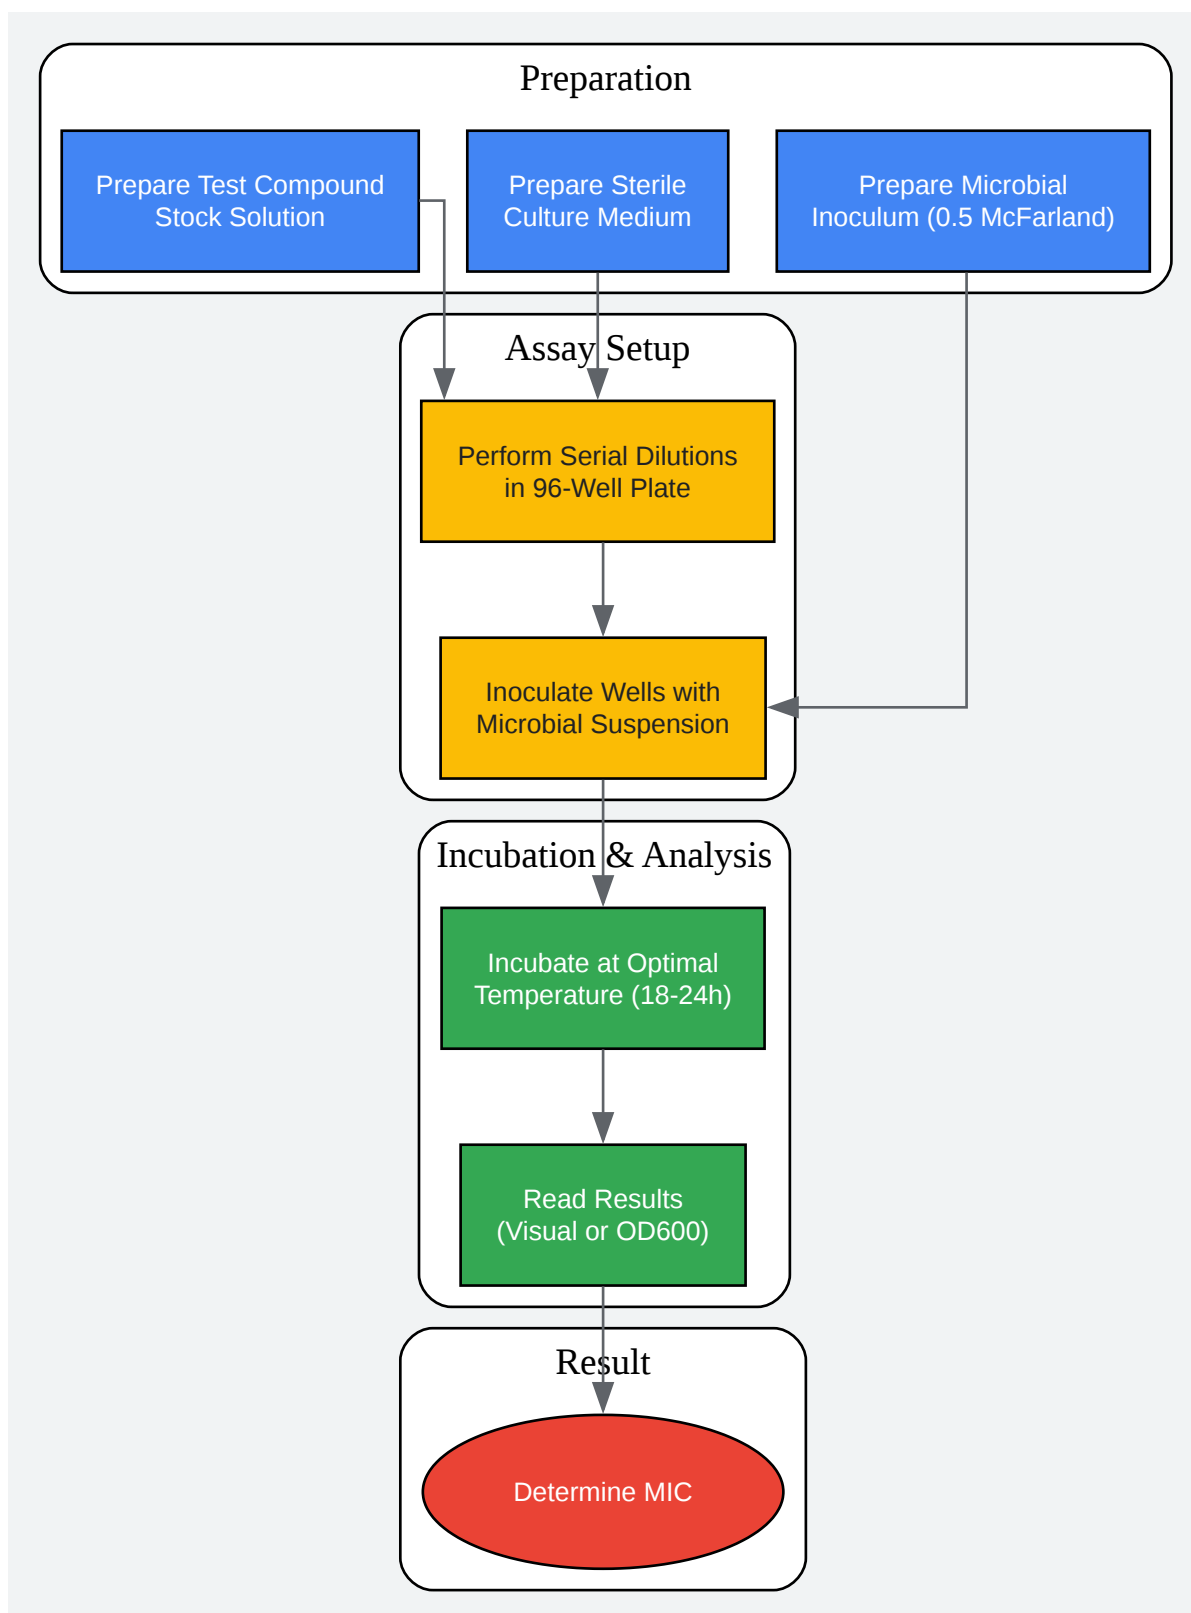 Preparation
Prepare Test Compound
Stock Solution
Prepare Sterile
Culture Medium
Prepare Microbial
Inoculum (0.5 McFarland)
Assay Setup
Perform Serial Dilutions
in 96-Well Plate
Inoculate Wells with
Microbial Suspension
Incubation & Analysis
Incubate at Optimal
Temperature (18-24h)
Read Results
(Visual or OD600)
Result
Determine MIC